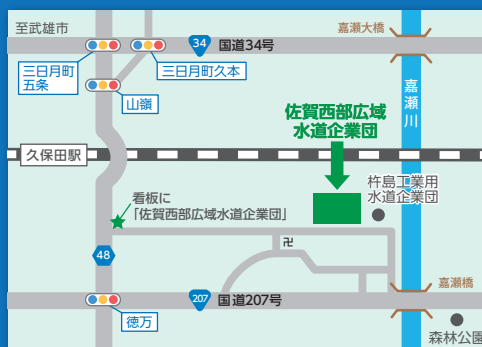 至武雄市
嘉瀬大橋
34
国道34号
三日月町
五条
三日月町久本
山嶺
嘉瀬川
佐賀西部広域
水道企業団
久保田駅
杵島工業用
水道企業団
看板に
「佐賀西部広域水道企業団」
卍
48
嘉瀬橋
207
国道207号
徳万
森林公園